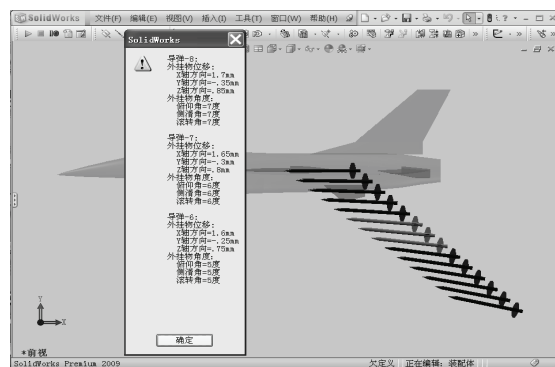 SolidWorks 文件(F) 编辑(E) 视图(V) 插入(I) 工具(T) 窗口(W) 帮助(H)
SolidWorks
导弹-8:
外挂物位移:
X轴方向=1.7mm
Y轴方向=-.35mm
Z轴方向=.85mm
外挂物角度:
俯仰角=7度
侧滑角=7度
滚转角=7度
导弹-7:
外挂物位移:
X轴方向=1.65mm
Y轴方向=-.3mm
Z轴方向=.8mm
外挂物角度:
俯仰角=6度
侧滑角=6度
滚转角=6度
导弹-6:
外挂物位移:
X轴方向=1.6mm
Y轴方向=-.25mm
Z轴方向=.75mm
外挂物角度:
俯仰角=5度
侧滑角=5度
滚转角=5度
确定
Y
X
*前视
SolidWorks Premium 2009 欠定义 正在编辑: 装配体